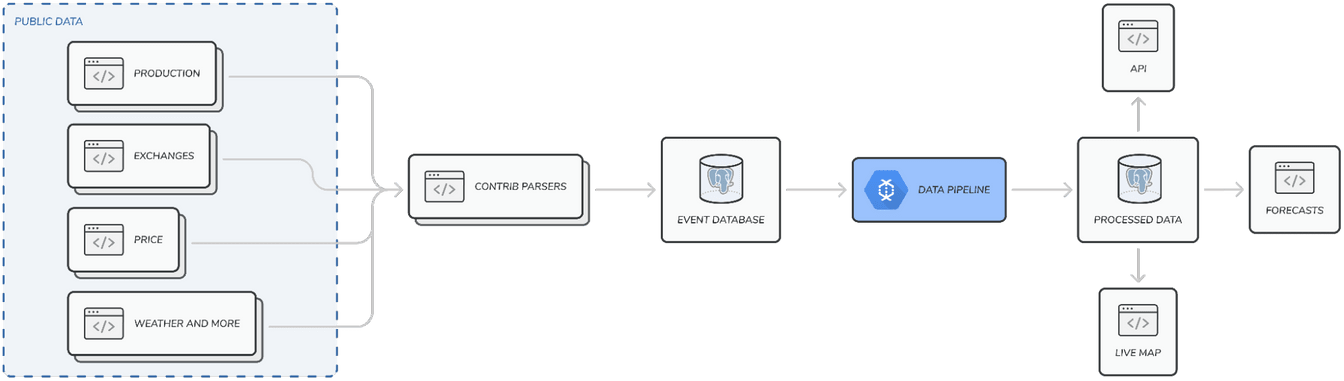 PUBLIC DATA
PRODUCTION
EXCHANGES
PRICE
WEATHER AND MORE
CONTRIB PARSERS
EVENT DATABASE
DATA PIPELINE
PROCESSED DATA
API
FORECASTS
LIVE MAP